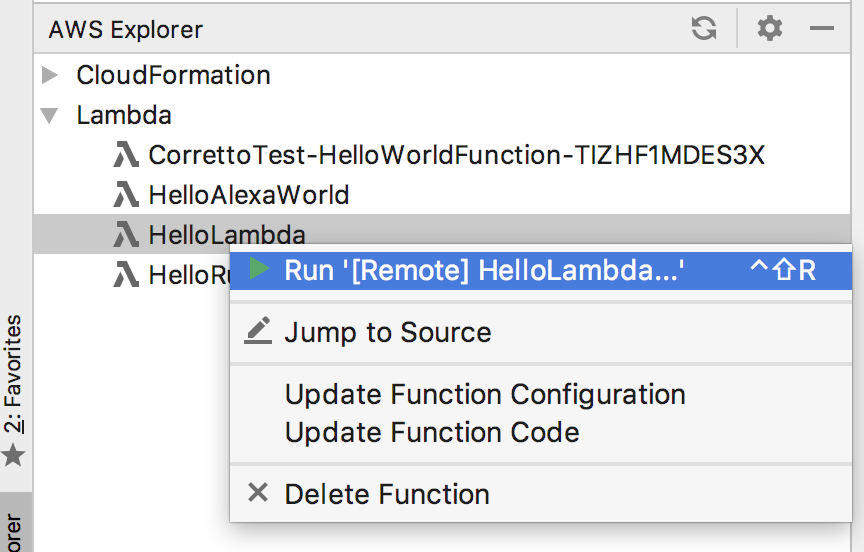 AWS Explorer
CloudFormation
Lambda
CorrettoTest-HelloWorldFunction-TIZHF1MDES3X
HelloAlexaWorld
HelloLambda
Run '[Remote] HelloLambda...' ^⇧R
Jump to Source
Update Function Configuration
Update Function Code
Delete Function
2: Favorites